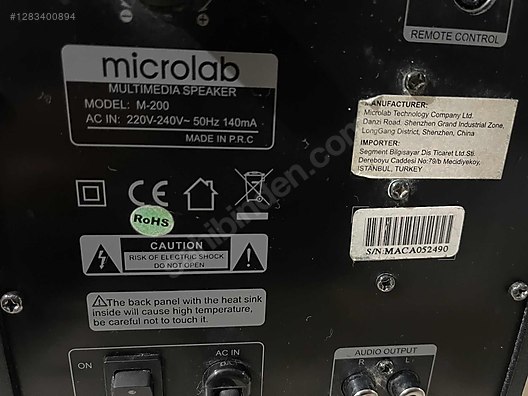 #1283400894
REMOTE CONTROL
microlab
MULTIMEDIA SPEAKER
MODEL: M-200
AC IN: 220V-240V~ 50Hz 140mA
MADE IN P.R.C
MANUFACTURER:
Microlab Technology Company Ltd.
Danzi Road, Shenzhen Grand Industrial Zone,
LongGang District, Shenzhen, China
IMPORTER:
Segment Bilgisayar Dis Ticaret Ltd.Sti.
Dereboyu Caddesi No:79/b Mecidiyekoy,
ISTANBUL, TURKEY
CE
RoHS
sahibinden.com
S/N:MACA052490
CAUTION
RISK OF ELECTRIC SHOCK
DO NOT OPEN
The back panel with the heat sink
inside will cause high temperature,
be careful not to touch it.
ON
AC IN
AUDIO OUTPUT
R L